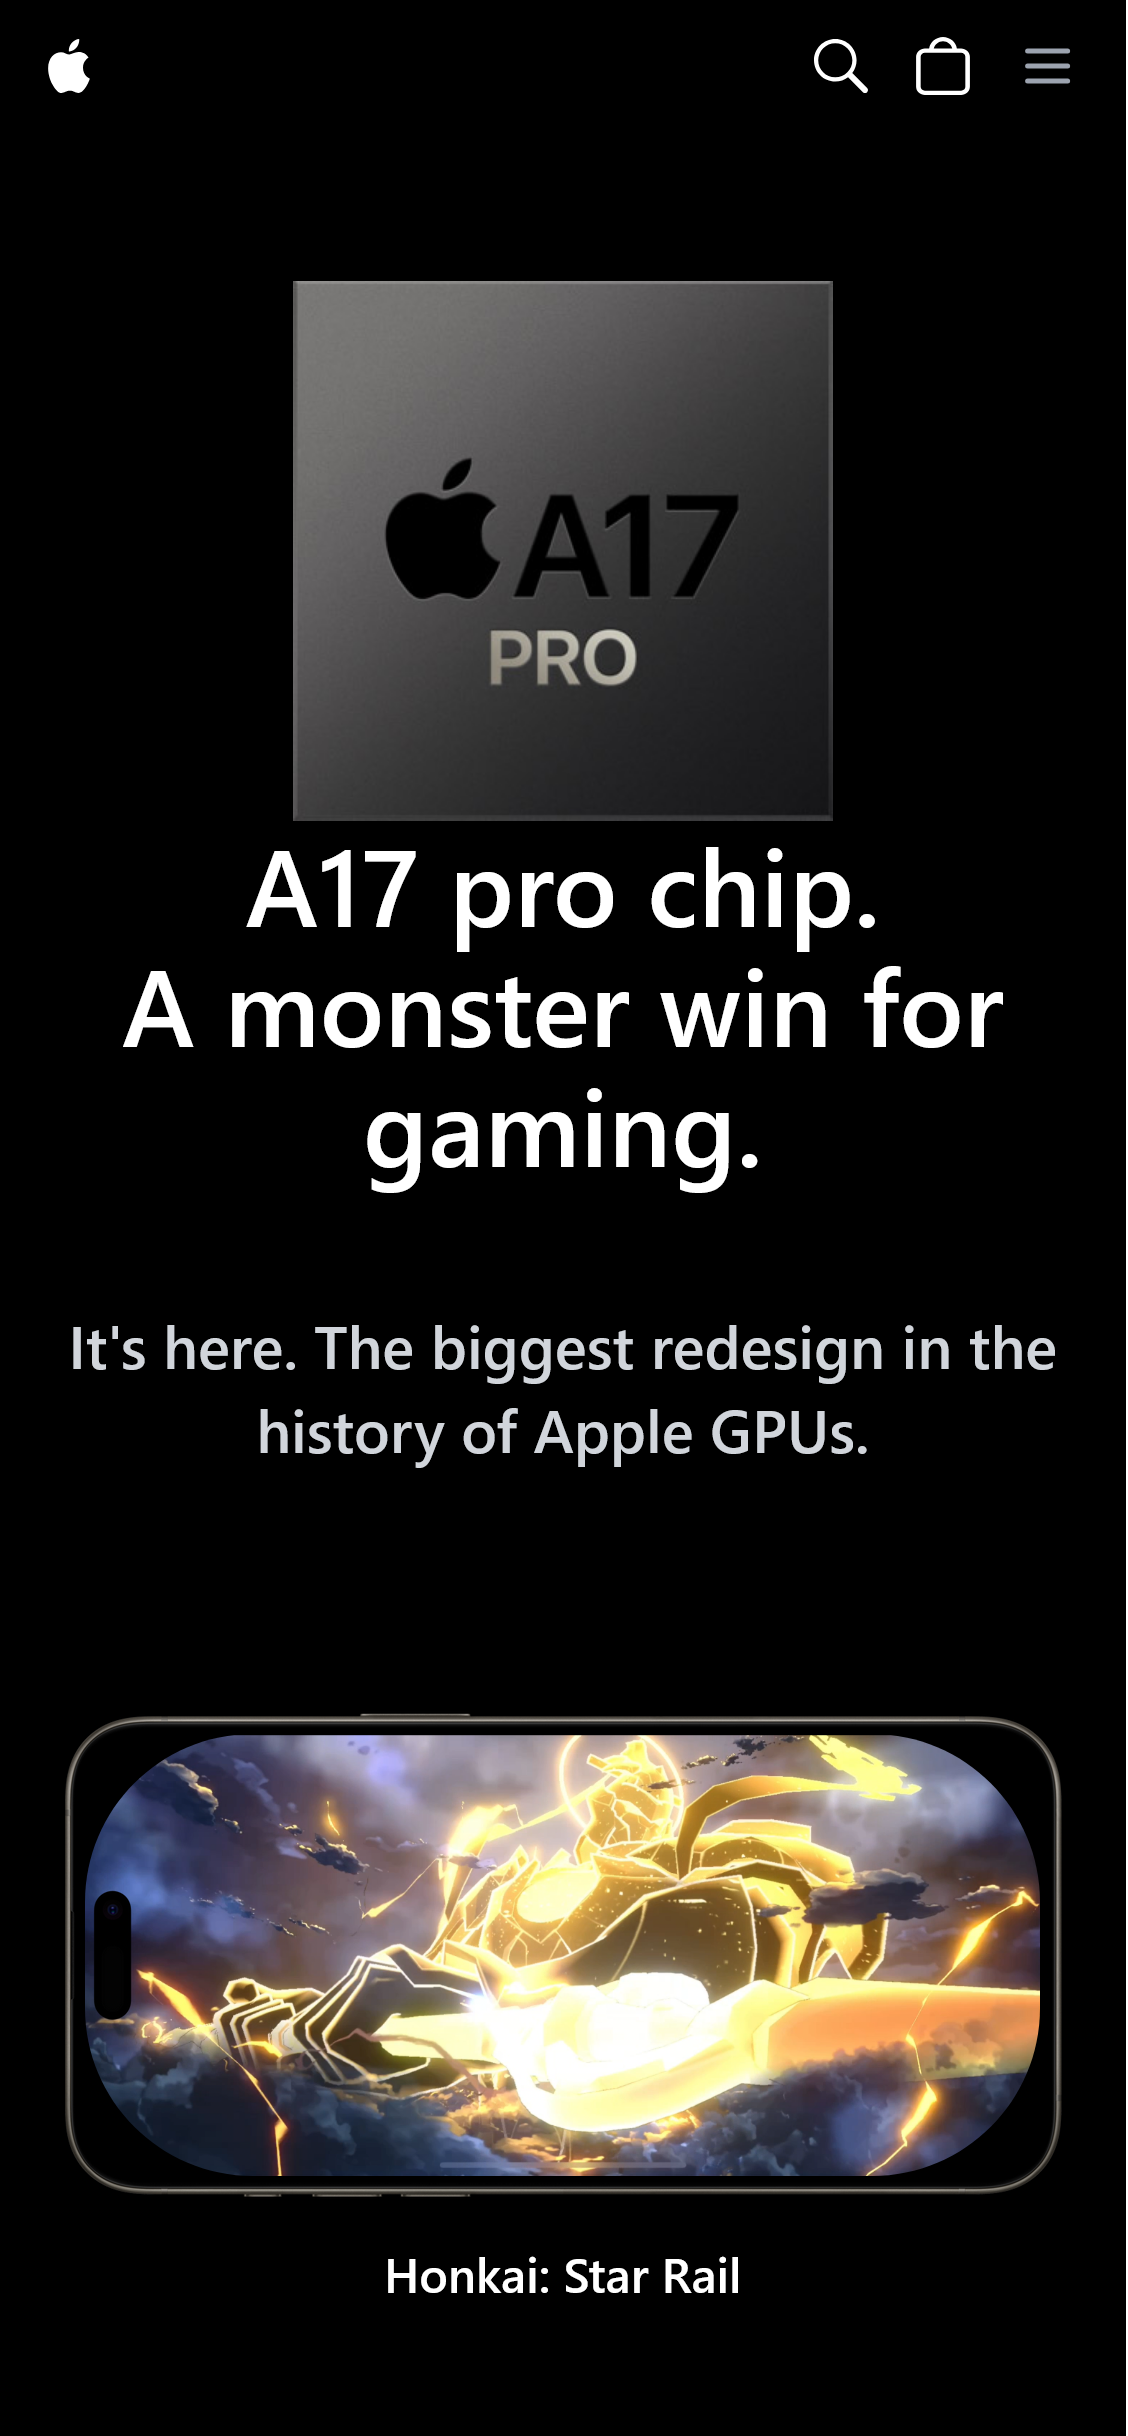 A17
PRO
A17 pro chip.
A monster win for
gaming.
It's here. The biggest redesign in the
history of Apple GPUs.
Honkai: Star Rail